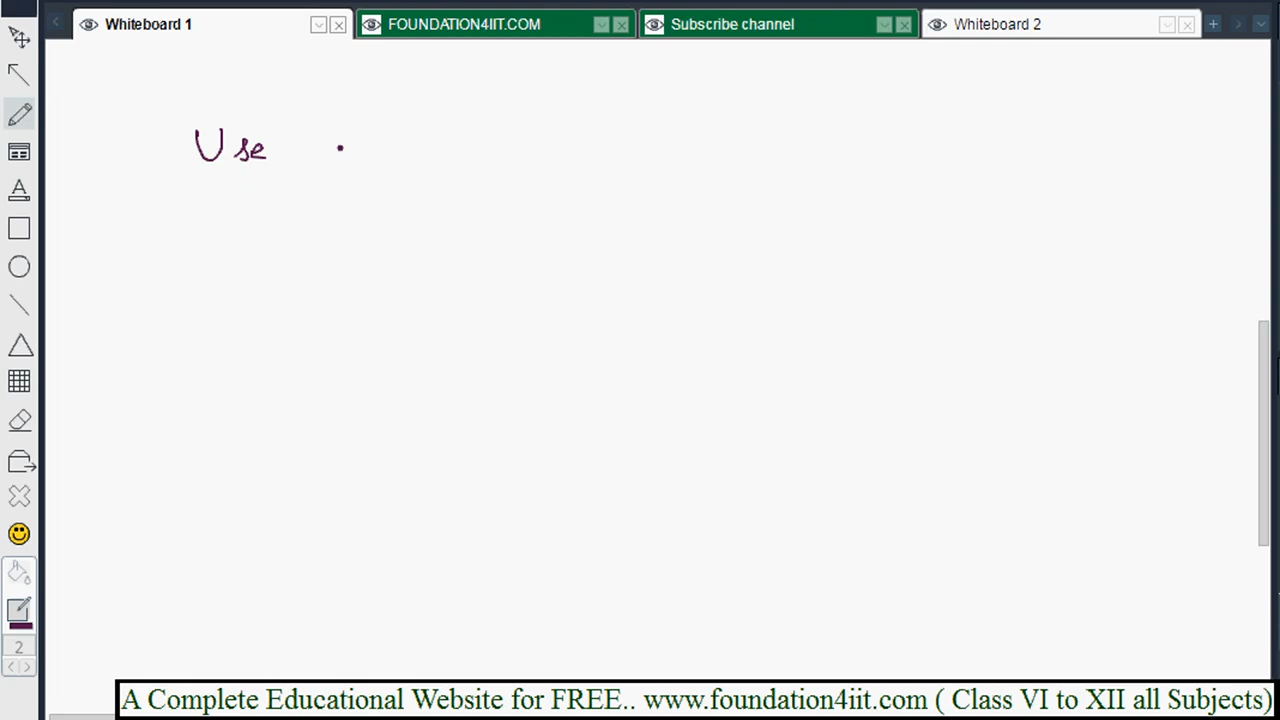 Whiteboard 1 FOUNDATION4IIT.COM Subscribe channel Whiteboard 2
Use .
2
A Complete Educational Website for FREE.. www.foundation4iit.com ( Class VI to XII all Subjects)